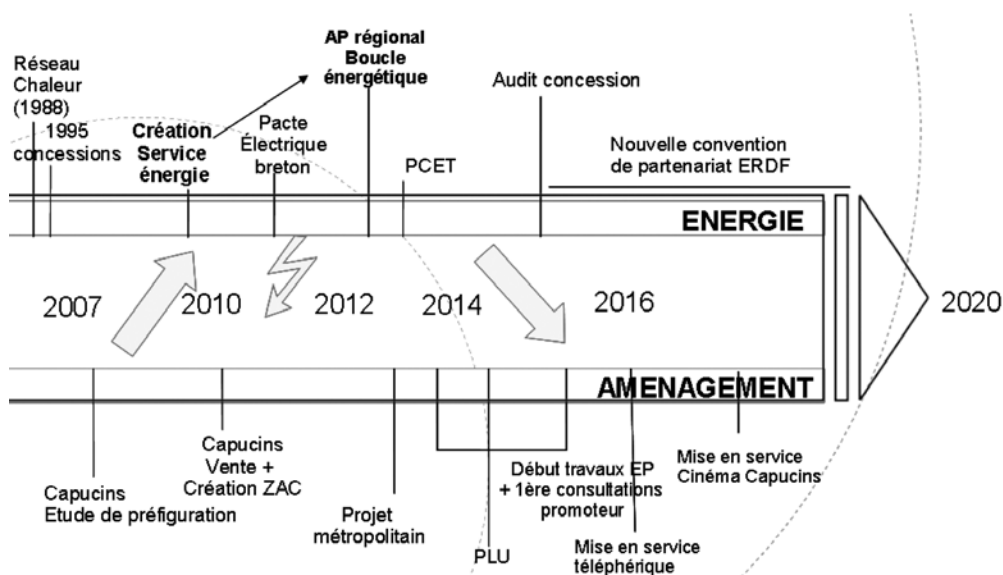 Réseau
Chaleur
(1988)
1995
concessions
Création
Service
énergie
Pacte
Électrique
breton
AP régional
Boucle
énergétique
PCET
Audit concession
Nouvelle convention
de partenariat ERDF
ENERGIE
2007
2010
2012
2014
2016
2020
AMENAGEMENT
Capucins
Etude de préfiguration
Capucins
Vente +
Création ZAC
Projet
métropolitain
PLU
Début travaux EP
+ 1ère consultations
promoteur
Mise en service
téléphérique
Mise en service
Cinéma Capucins